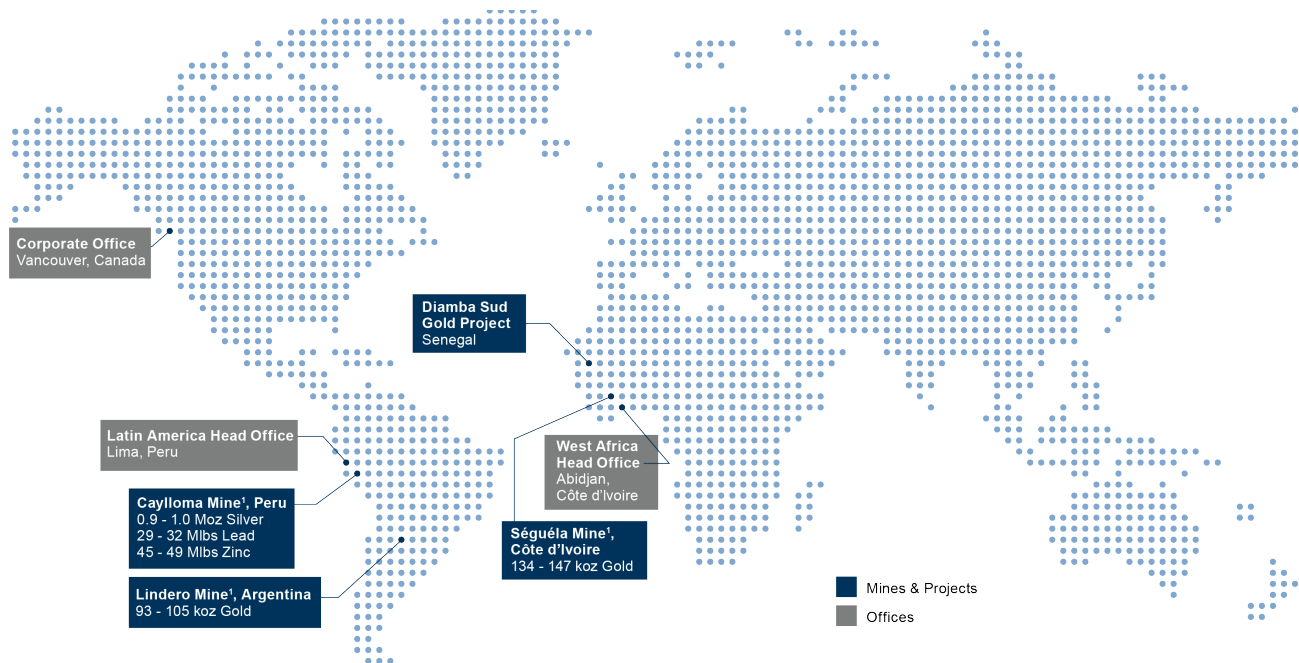 Corporate Office
Vancouver, Canada
Diamba Sud
Gold Project
Senegal
Latin America Head Office
Lima, Peru
West Africa
Head Office
Abidjan,
Côte d’Ivoire
Caylloma Mine¹, Peru
0.9 - 1.0 Moz Silver
29 - 32 Mlbs Lead
45 - 49 Mlbs Zinc
Séguéla Mine¹,
Côte d’Ivoire
134 - 147 koz Gold
Lindero Mine¹, Argentina
93 - 105 koz Gold
Mines & Projects
Offices